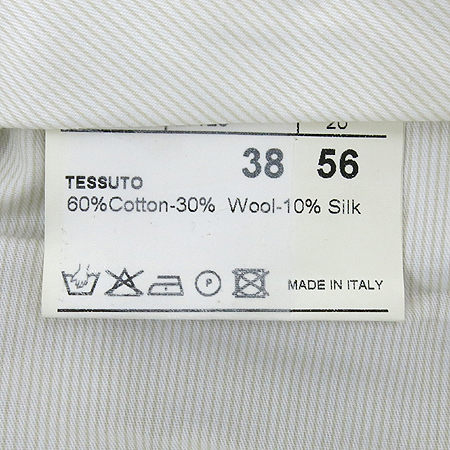 38 56
TESSUTO
60%Cotton-30% Wool-10% Silk
P
MADE IN ITALY